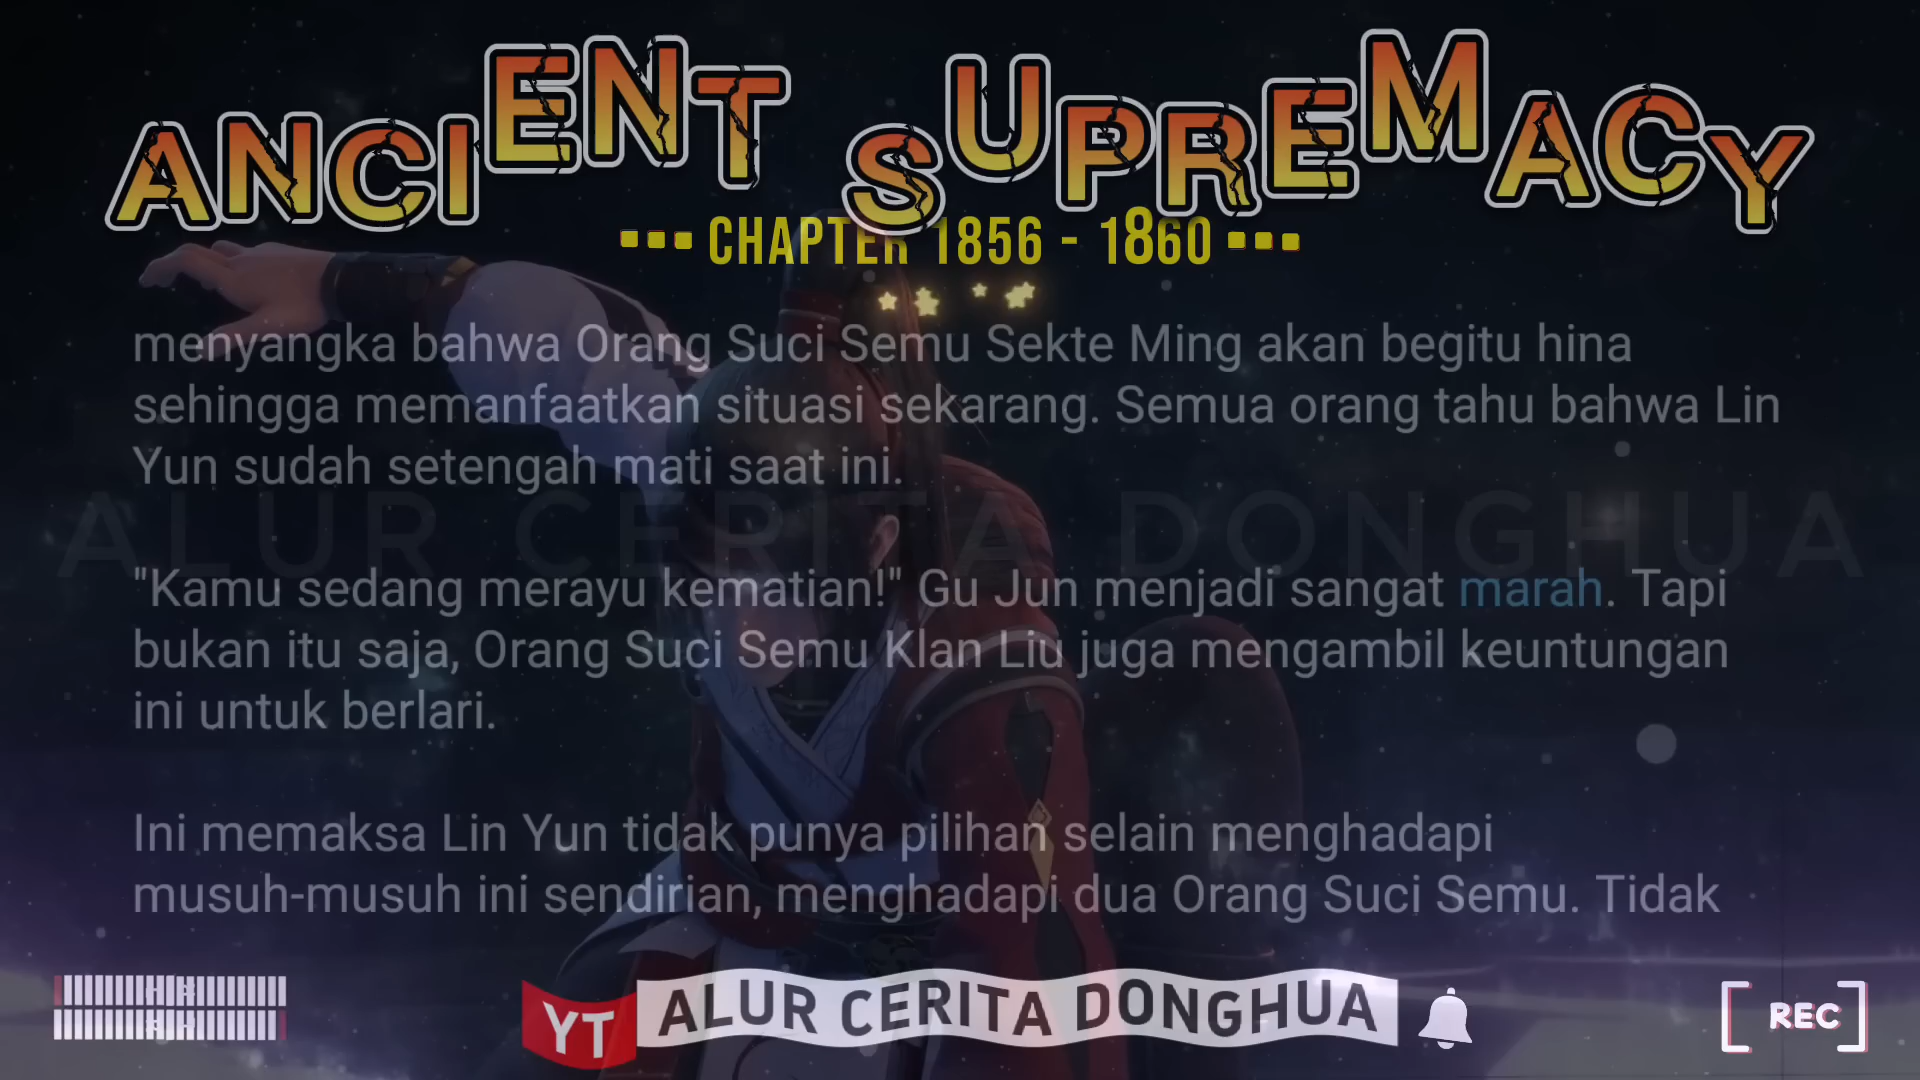 ANCIENT SUPREMACY
CHAPTER 1856 - 1860
menyangka bahwa Orang Suci Semu Sekte Ming akan begitu hina
sehingga memanfaatkan situasi sekarang. Semua orang tahu bahwa Lin
Yun sudah setengah mati saat ini.
ALUR CERITA DONGHUA
"Kamu sedang merayu kematian!" Gu Jun menjadi sangat marah. Tapi
bukan itu saja, Orang Suci Semu Klan Liu juga mengambil keuntungan
ini untuk berlari.
Ini memaksa Lin Yun tidak punya pilihan selain menghadapi
musuh-musuh ini sendirian, menghadapi dua Orang Suci Semu. Tidak
YT ALUR CERITA DONGHUA
REC